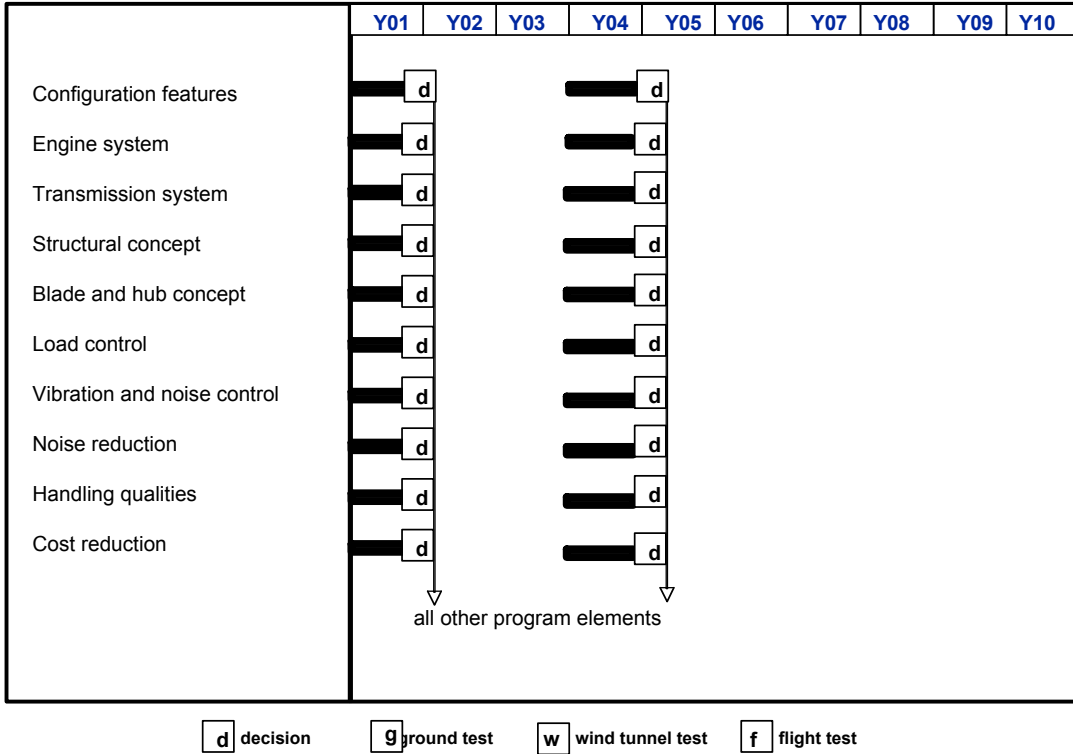 Y01 Y02 Y03 Y04 Y05 Y06 Y07 Y08 Y09 Y10
Configuration features d d
Engine system d d
Transmission system d d
Structural concept d d
Blade and hub concept d d
Load control d d
Vibration and noise control d d
Noise reduction d d
Handling qualities d d
Cost reduction d d
all other program elements
d decision g ground test w wind tunnel test f flight test